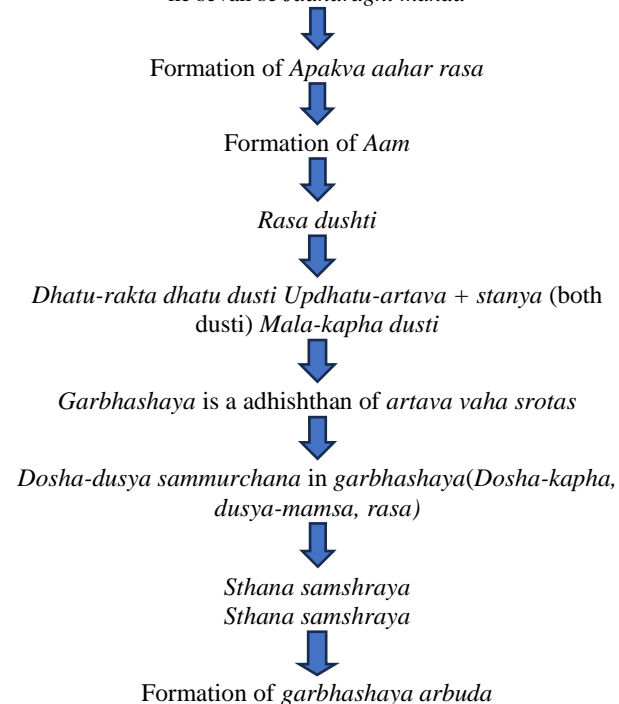 Formation of Apakva aahar rasa
Formation of Aam
Rasa dushti
Dhatu-rakta dhatu dusti Updhatu-artava + stanya (both
dusti) Mala-kapha dusti
Garbhashaya is a adhishthan of artava vaha srotas
Dosha-dusya sammurchana in garbhashaya(Dosha-kapha,
dusya-mamsa, rasa)
Sthana samshraya
Sthana samshraya
Formation of garbhashaya arbuda